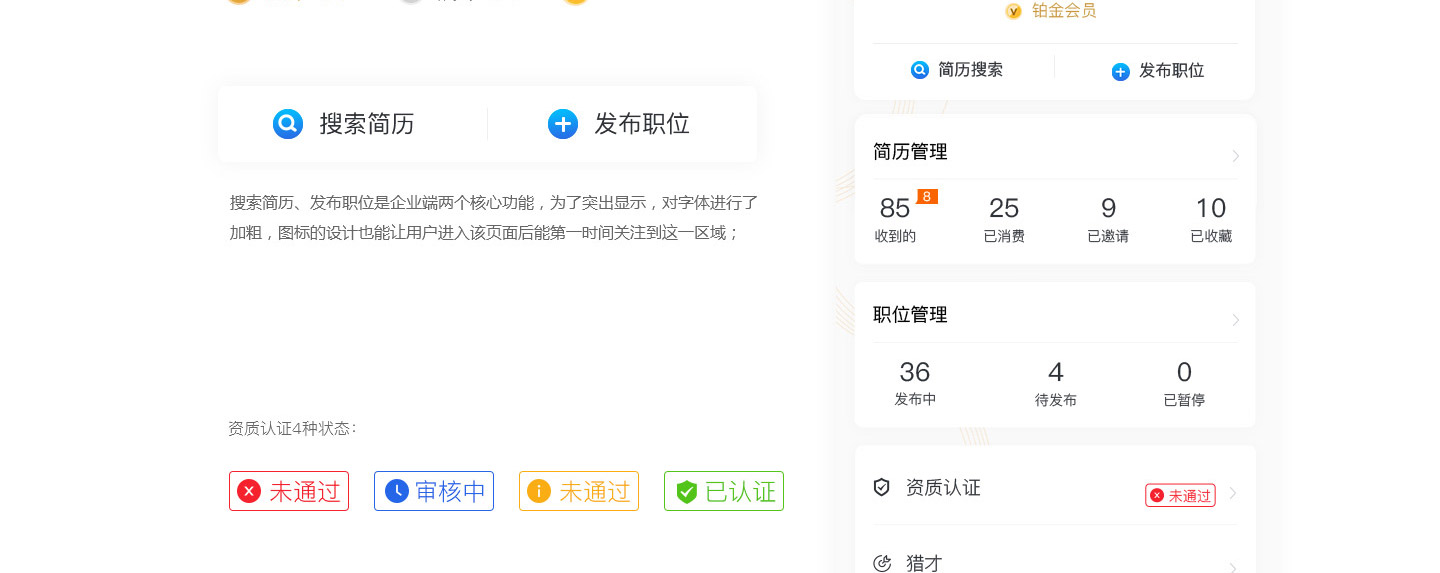 搜索简历
发布职位
搜索简历、发布职位是企业端两个核心功能，为了突出显示，对字体进行了
加粗，图标的设计也能让用户进入该页面后能第一时间关注到这一区域；
资质认证4种状态：
未通过
审核中
未通过
已认证
铂金会员
简历搜索
发布职位
简历管理
85 8
25
9
10
收到的
已消费
已邀请
已收藏
职位管理
36
4
0
发布中
待发布
已暂停
资质认证
未通过
猎才